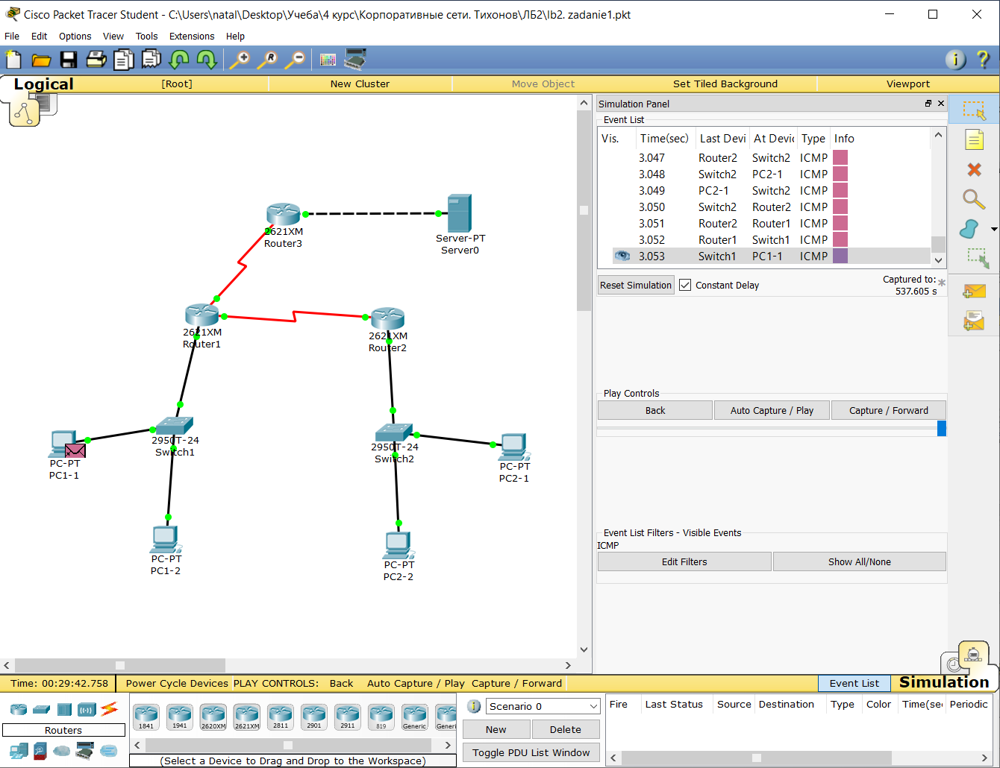 Cisco Packet Tracer Student - C:\Users\natal\Desktop\Учеба\4 курс\Корпоративные сети. Тихонов\ЛБ2\lb2. zadanie1.pkt
File Edit Options View Tools Extensions Help
Logical [Root] New Cluster Move Object Set Tiled Background Viewport
Simulation Panel
Event List
Vis. Time(sec) Last Devi At Devic Type Info
3.047 Router2 Switch2 ICMP
3.048 Switch2 PC2-1 ICMP
3.049 PC2-1 Switch2 ICMP
3.050 Switch2 Router2 ICMP
3.051 Router2 Router1 ICMP
3.052 Router1 Switch1 ICMP
3.053 Switch1 PC1-1 ICMP
Reset Simulation Constant Delay Captured to: *
537.605 s
Play Controls
Back Auto Capture / Play Capture / Forward
Event List Filters - Visible Events
ICMP
Edit Filters Show All/None
2621XM
Router3
Server-PT
Server0
2621XM
Router1
2621XM
Router2
2950T-24
Switch1
2950T-24
Switch2
PC-PT
PC1-1
PC-PT
PC2-1
PC-PT
PC1-2
PC-PT
PC2-2
Time: 00:29:42.758 Power Cycle Devices PLAY CONTROLS: Back Auto Capture / Play Capture / Forward Event List Simulation
Routers
1841 1941 2620XM 2621XM 2811 2901 2911 819 Generic Generi
(Select a Device to Drag and Drop to the Workspace)
Scenario 0
New Delete
Toggle PDU List Window
Fire Last Status Source Destination Type Color Time(sec Periodic